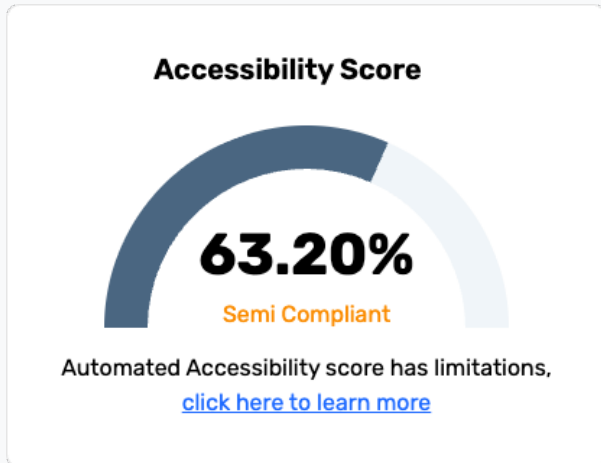 Accessibility Score
63.20%
Semi Compliant
Automated Accessibility score has limitations,
click here to learn more